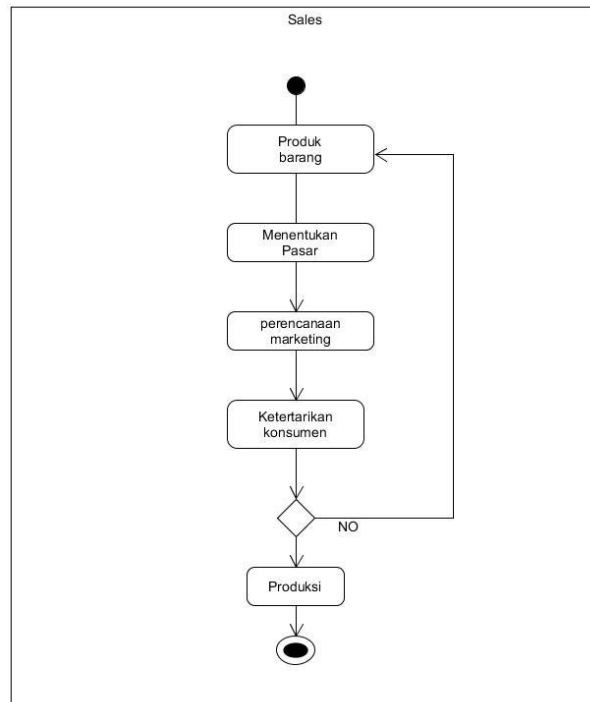 Sales
Produk
barang
Menentukan
Pasar
perencanaan
marketing
Ketertarikan
konsumen
NO
Produksi